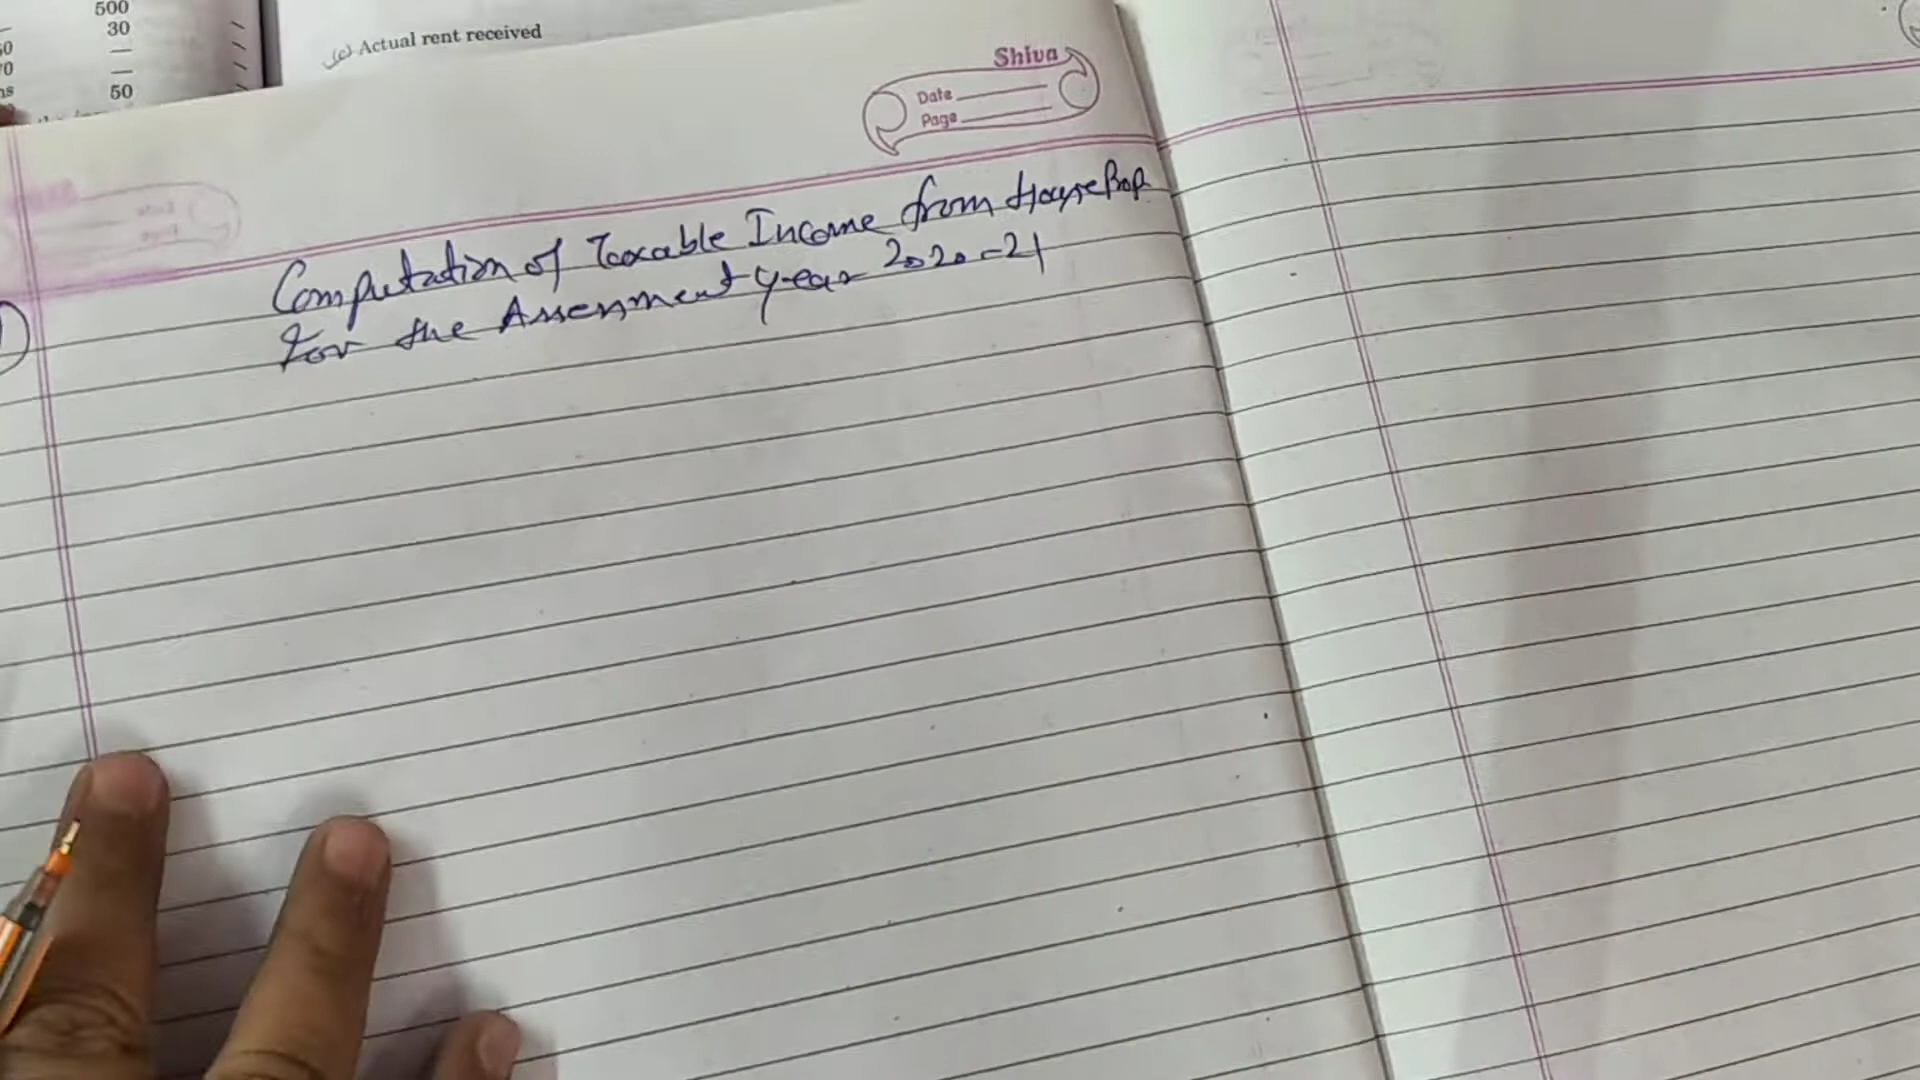 500
30
50
(c) Actual rent received
Shiva
Date
Page
Computation of Taxable Income from House Prop.
For the Assessment year 2020-21